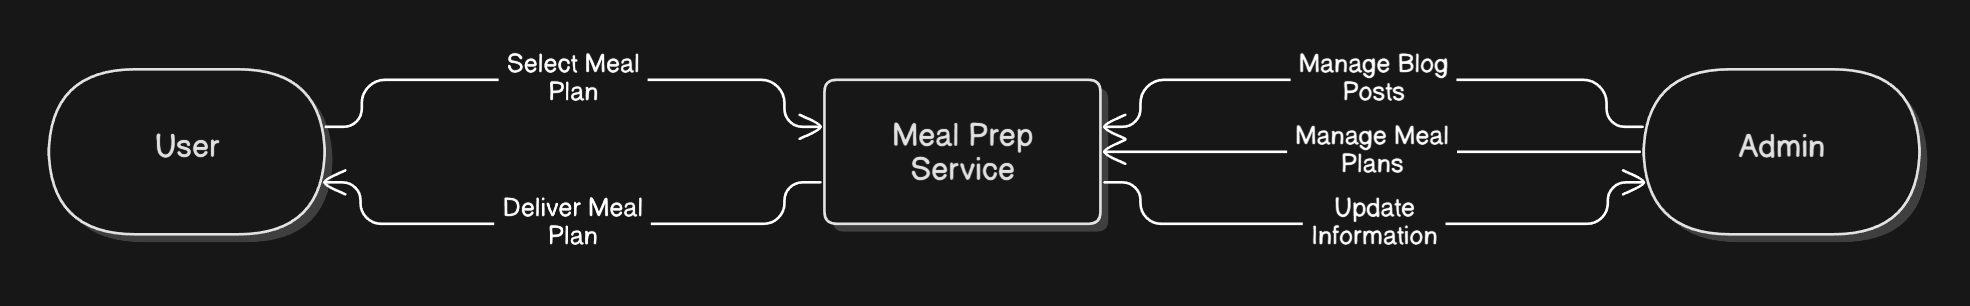 User
Select Meal
Plan
Deliver Meal
Plan
Meal Prep
Service
Manage Blog
Posts
Manage Meal
Plans
Update
Information
Admin